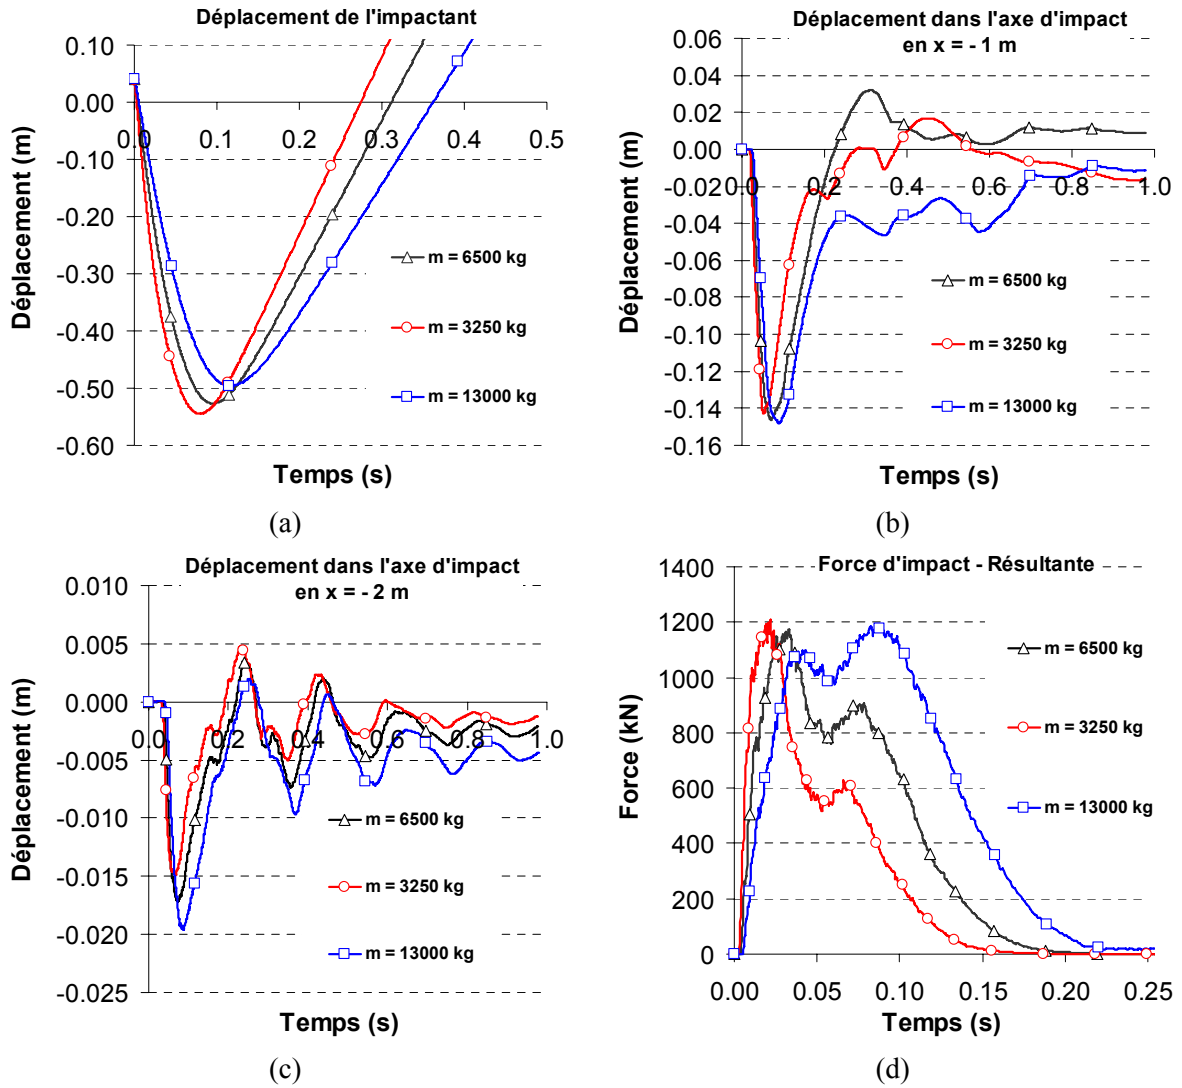 Déplacement de l'impactant
0.10
0.00
-0.10
-0.20
-0.30
-0.40
-0.50
-0.60
0.0 0.1 0.2 0.3 0.4 0.5
Déplacement (m)
Temps (s)
m = 6500 kg
m = 3250 kg
m = 13000 kg
(a)
Déplacement dans l'axe d'impact
en x = - 1 m
0.06
0.04
0.02
0.00
-0.02
-0.04
-0.06
-0.08
-0.10
-0.12
-0.14
-0.16
0.0 0.2 0.4 0.6 0.8 1.0
Déplacement (m)
Temps (s)
m = 6500 kg
m = 3250 kg
m = 13000 kg
(b)
Déplacement dans l'axe d'impact
en x = - 2 m
0.010
0.005
0.000
-0.005
-0.010
-0.015
-0.020
-0.025
0.0 0.2 0.4 0.6 0.8 1.0
Déplacement (m)
Temps (s)
m = 6500 kg
m = 3250 kg
m = 13000 kg
(c)
Force d'impact - Résultante
1400
1200
1000
800
600
400
200
0
0.00 0.05 0.10 0.15 0.20 0.25
Force (kN)
Temps (s)
m = 6500 kg
m = 3250 kg
m = 13000 kg
(d)